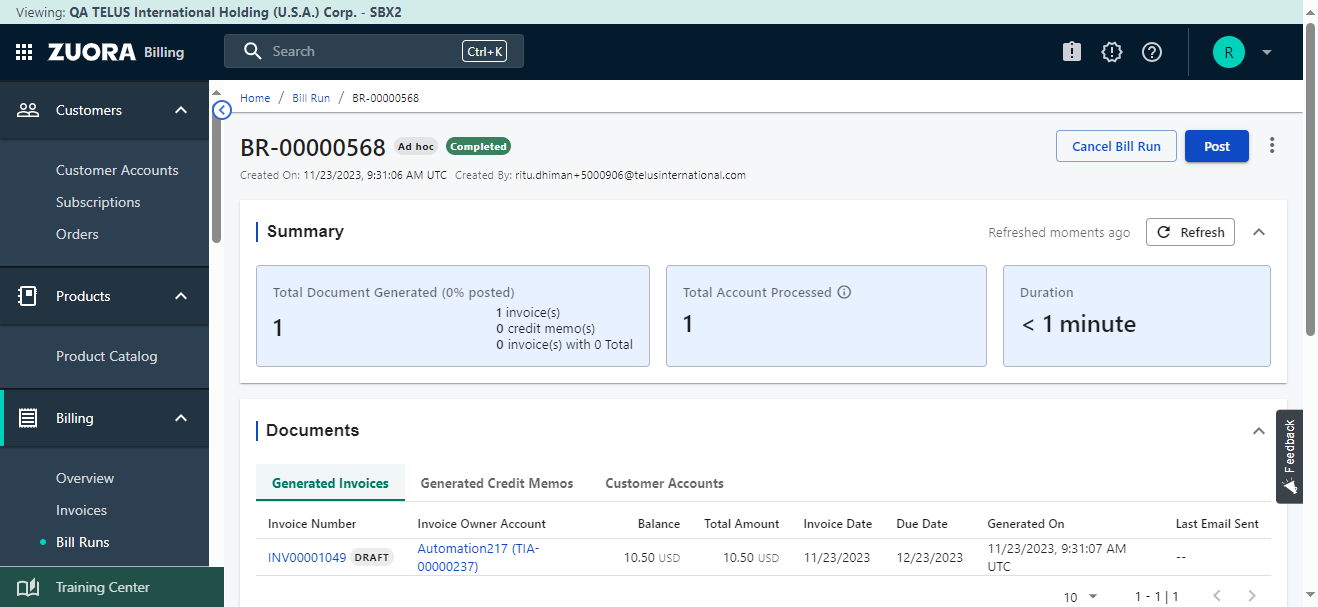 Viewing: QA TELUS International Holding (U.S.A.) Corp. - SBX2
ZUORA Billing
Search
Ctrl+K
R
Customers
Customer Accounts
Subscriptions
Orders
Products
Product Catalog
Billing
Overview
Invoices
Bill Runs
Training Center
Home / Bill Run / BR-00000568
BR-00000568 Ad hoc Completed
Cancel Bill Run
Post
Created On: 11/23/2023, 9:31:06 AM UTC Created By: ritu.dhiman+5000906@telusinternational.com
Summary
Refreshed moments ago
Refresh
Total Document Generated (0% posted)
1
1 invoice(s)
0 credit memo(s)
0 invoice(s) with 0 Total
Total Account Processed
1
Duration
< 1 minute
Documents
Generated Invoices Generated Credit Memos Customer Accounts
Invoice Number Invoice Owner Account Balance Total Amount Invoice Date Due Date Generated On Last Email Sent
INV00001049 DRAFT Automation217 (TIA-
00000237) 10.50 USD 10.50 USD 11/23/2023 12/23/2023 11/23/2023, 9:31:07 AM
UTC --
10 1 - 1 | 1
Feedback